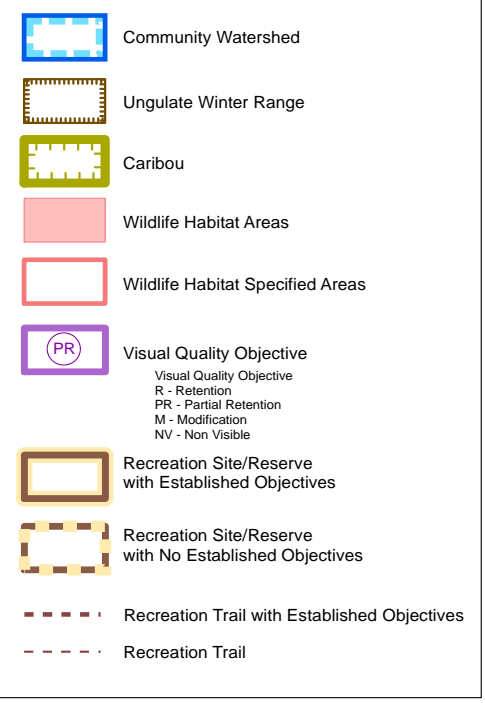 Community Watershed
Ungulate Winter Range
Caribou
Wildlife Habitat Areas
Wildlife Habitat Specified Areas
PR
Visual Quality Objective
Visual Quality Objective
R - Retention
PR - Partial Retention
M - Modification
NV - Non Visible
Recreation Site/Reserve
with Established Objectives
Recreation Site/Reserve
with No Established Objectives
Recreation Trail with Established Objectives
Recreation Trail